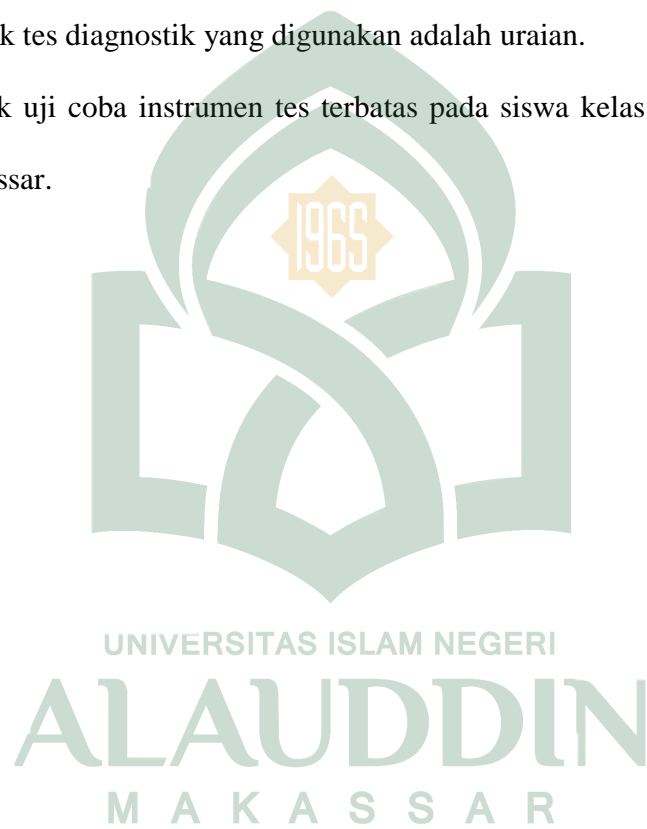 k tes diagnostik yang digunakan adalah uraian.
k uji coba instrumen tes terbatas pada siswa kelas
ssar.
1965
UNIVERSITAS ISLAM NEGERI
ALAUDDIN
MAKASSAR